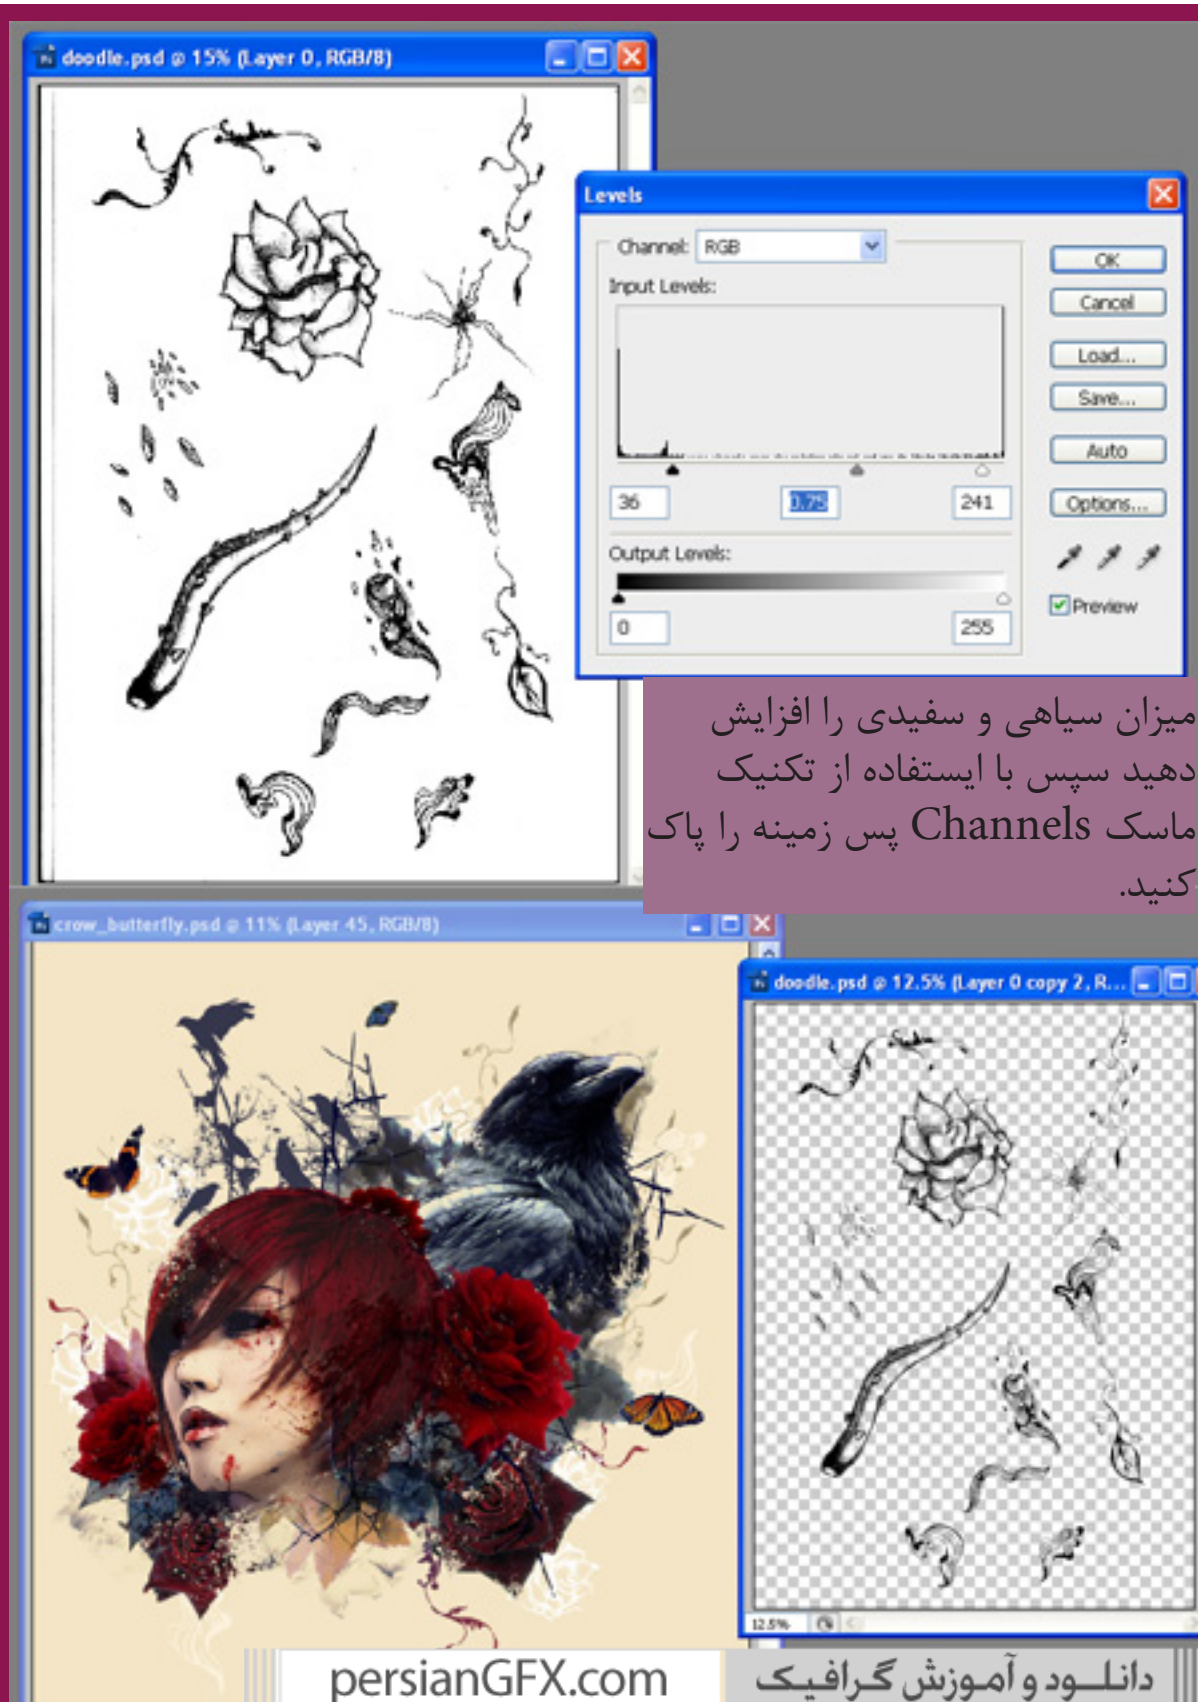 doodle.psd @ 15% (Layer 0, RGB/8)
Levels
Channel: RGB
OK
Input Levels:
Cancel
Load...
Save...
Auto
36 0.75 241
Options...
Output Levels:
Preview
0 255
میزان سیاهی و سفیدی را افزایش
دهید سپس با ایستفاده از تکنیک
ماسک Channels پس زمینه را پاک
کنید.
crow_butterfly.psd @ 11% (Layer 45, RGB/8)
doodle.psd @ 12.5% (Layer 0 copy 2, R...
12.5%
persianGFX.com
دانلــود و آموزش گرافیک